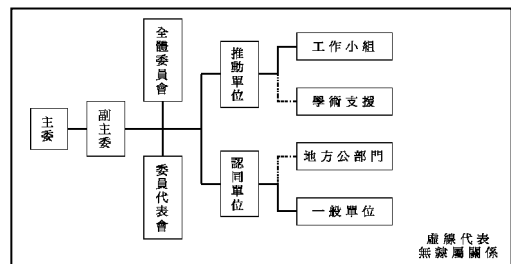 主委
副主委
全體委員會
委員代表會
推動單位
認同單位
工作小組
學術支援
地方公部門
一般單位
虛線代表
無隸屬關係